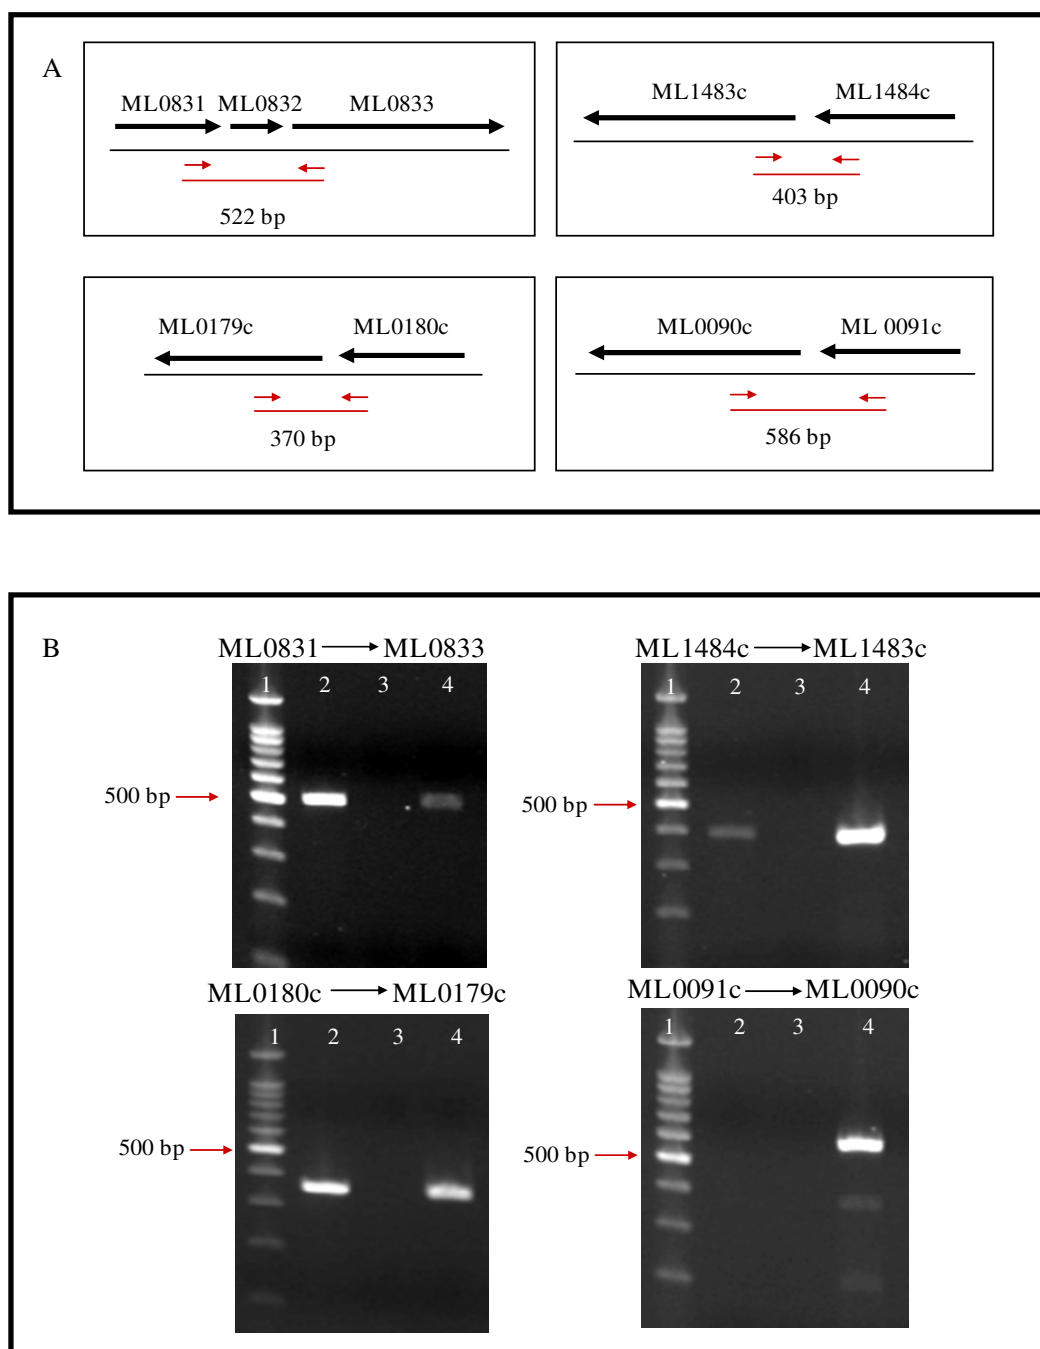 A
ML0831 ML0832 ML0833
522 bp
ML1483c ML1484c
403 bp
ML0179c ML0180c
370 bp
ML0090c ML 0091c
586 bp
B
ML0831 → ML0833
1 2 3 4
500 bp
ML1484c → ML1483c
1 2 3 4
500 bp
ML0180c → ML0179c
1 2 3 4
500 bp
ML0091c → ML0090c
1 2 3 4
500 bp